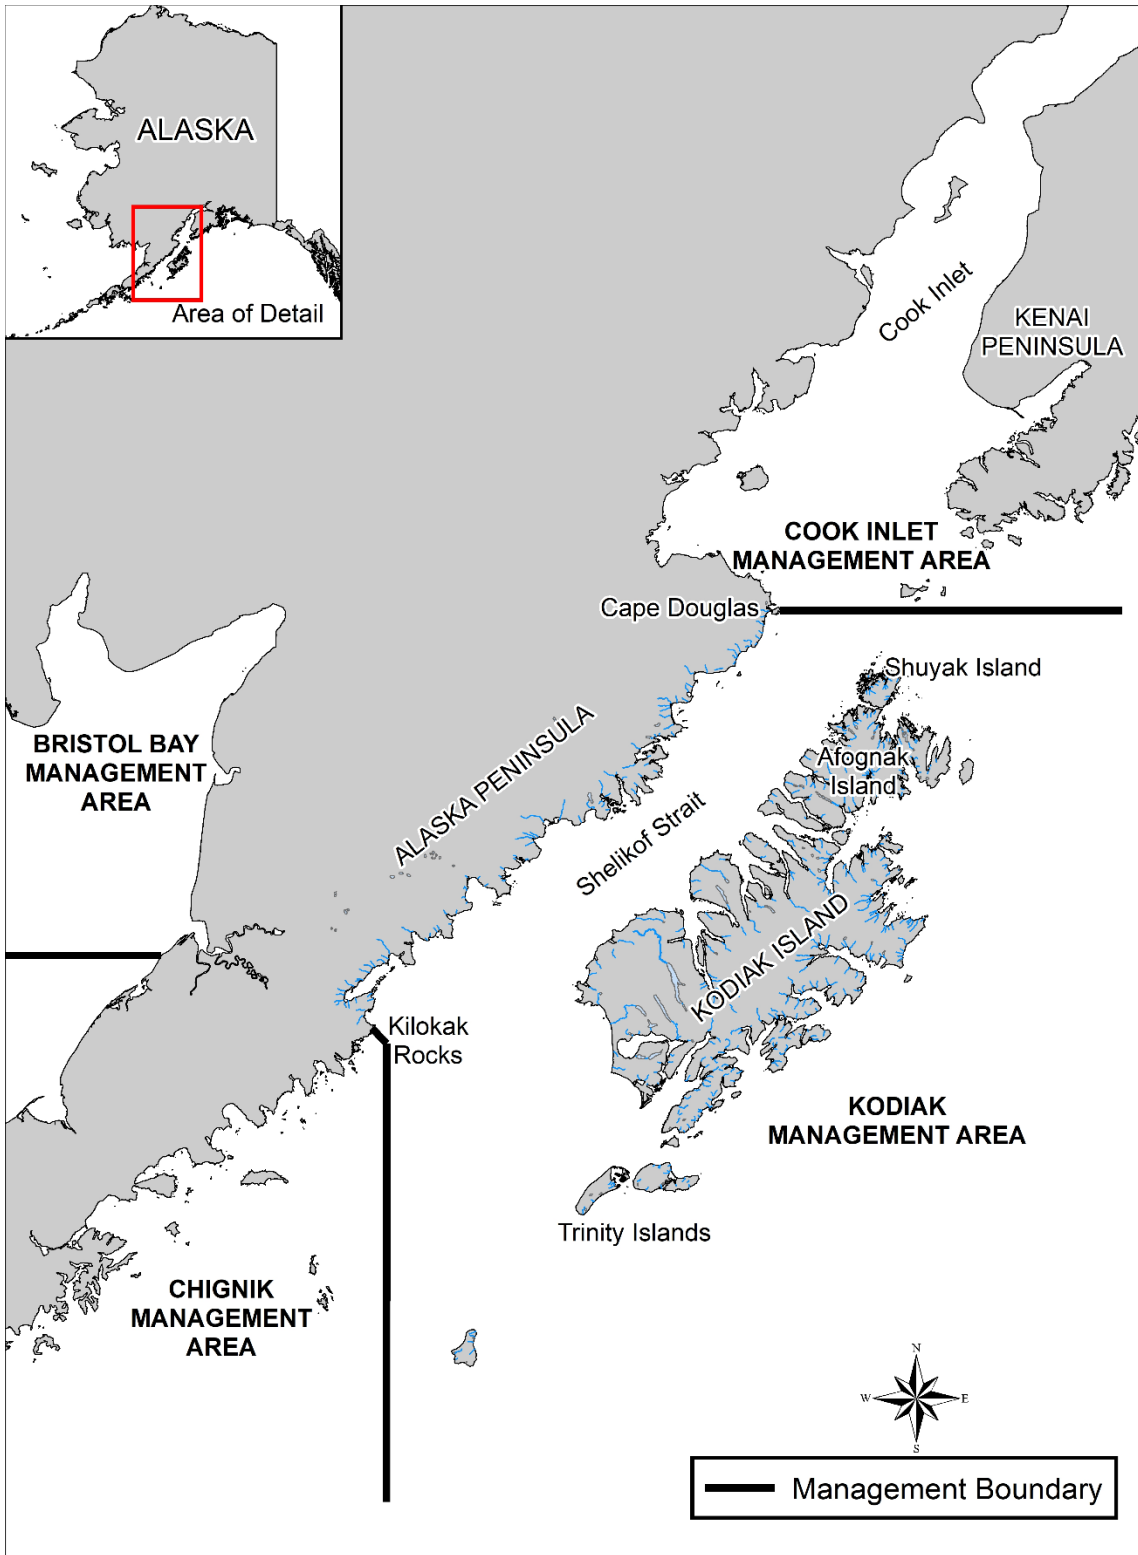 ALASKA
Area of Detail
Cook Inlet
KENAI
PENINSULA
COOK INLET
MANAGEMENT AREA
Cape Douglas
Shuyak Island
BRISTOL BAY
MANAGEMENT
AREA
ALASKA PENINSULA
Afognak
Island
Shelikof Strait
KODIAK ISLAND
Kilokak
Rocks
KODIAK
MANAGEMENT AREA
Trinity Islands
CHIGNIK
MANAGEMENT
AREA
N
W E
S
Management Boundary